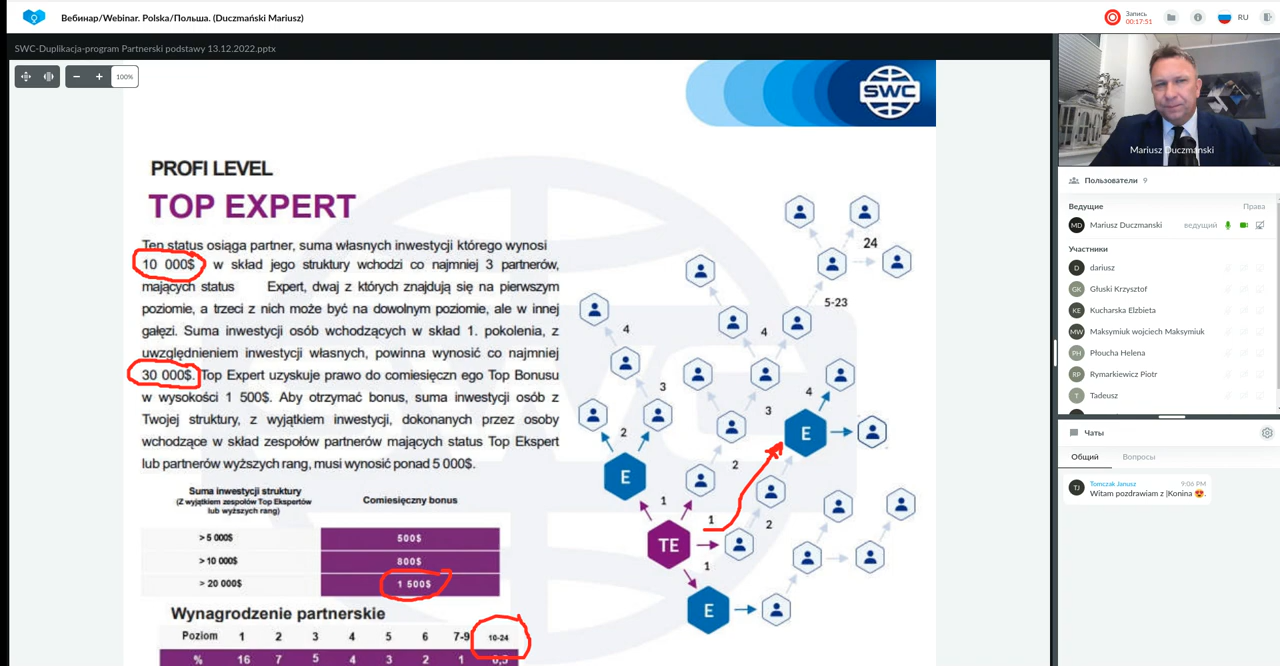 Вебинар/Webinar. Polska/Польша. (Duczmański Mariusz)
Запись
00:17:51
RU
SWC-Duplikacja-program Partnerski podstawy 13.12.2022.pptx
100%
SWC
PROFI LEVEL
TOP EXPERT
Ten status osiąga partner, suma własnych inwestycji którego wynosi
10 000$ w skład jego struktury wchodzi co najmniej 3 partnerów,
mających status Expert, dwaj z których znajdują się na pierwszym
poziomie, a trzeci z nich może być na dowolnym poziomie, ale w innej
gałęzi. Suma inwestycji osób wchodzących w skład 1. pokolenia, z
uwzględnieniem inwestycji własnych, powinna wynosić co najmniej
30 000$. Top Expert uzyskuje prawo do comiesięczn ego Top Bonusu
w wysokości 1 500$. Aby otrzymać bonus, suma inwestycji osób z
Twojej struktury, z wyjątkiem inwestycji, dokonanych przez osoby
wchodzące w skład zespołów partnerów mających status Top Ekspert
lub partnerów wyższych rang, musi wynosić ponad 5 000$.
Suma inwestycji struktury
(Z wyjątkiem zespołów Top Ekspertów
lub wyższych rang)
Comiesięczny bonus
> 5 000$ 500$
> 10 000$ 800$
> 20 000$ 1 500$
Wynagrodzenie partnerskie
Poziom 1 2 3 4 5 6 7-9 10-24
% 16 7 5 4 3 2 1 0,5
24
5-23
4
4
3
4
3
2
E
E
2
1
1
2
TE
1
E
Mariusz Duczmanski
Пользователи 9
Ведущие Права
MD Mariusz Duczmanski ведущий
Участники
D dariusz
GK Głuski Krzysztof
KE Kucharska Elzbieta
MW Maksymiuk wojciech Maksymiuk
PH Płoucha Helena
RP Rymarkiewicz Piotr
T Tadeusz
Чаты
Общий Вопросы
TJ Tomczak Janusz 9:06 PM
Witam pozdrawiam z |Konina 😍.